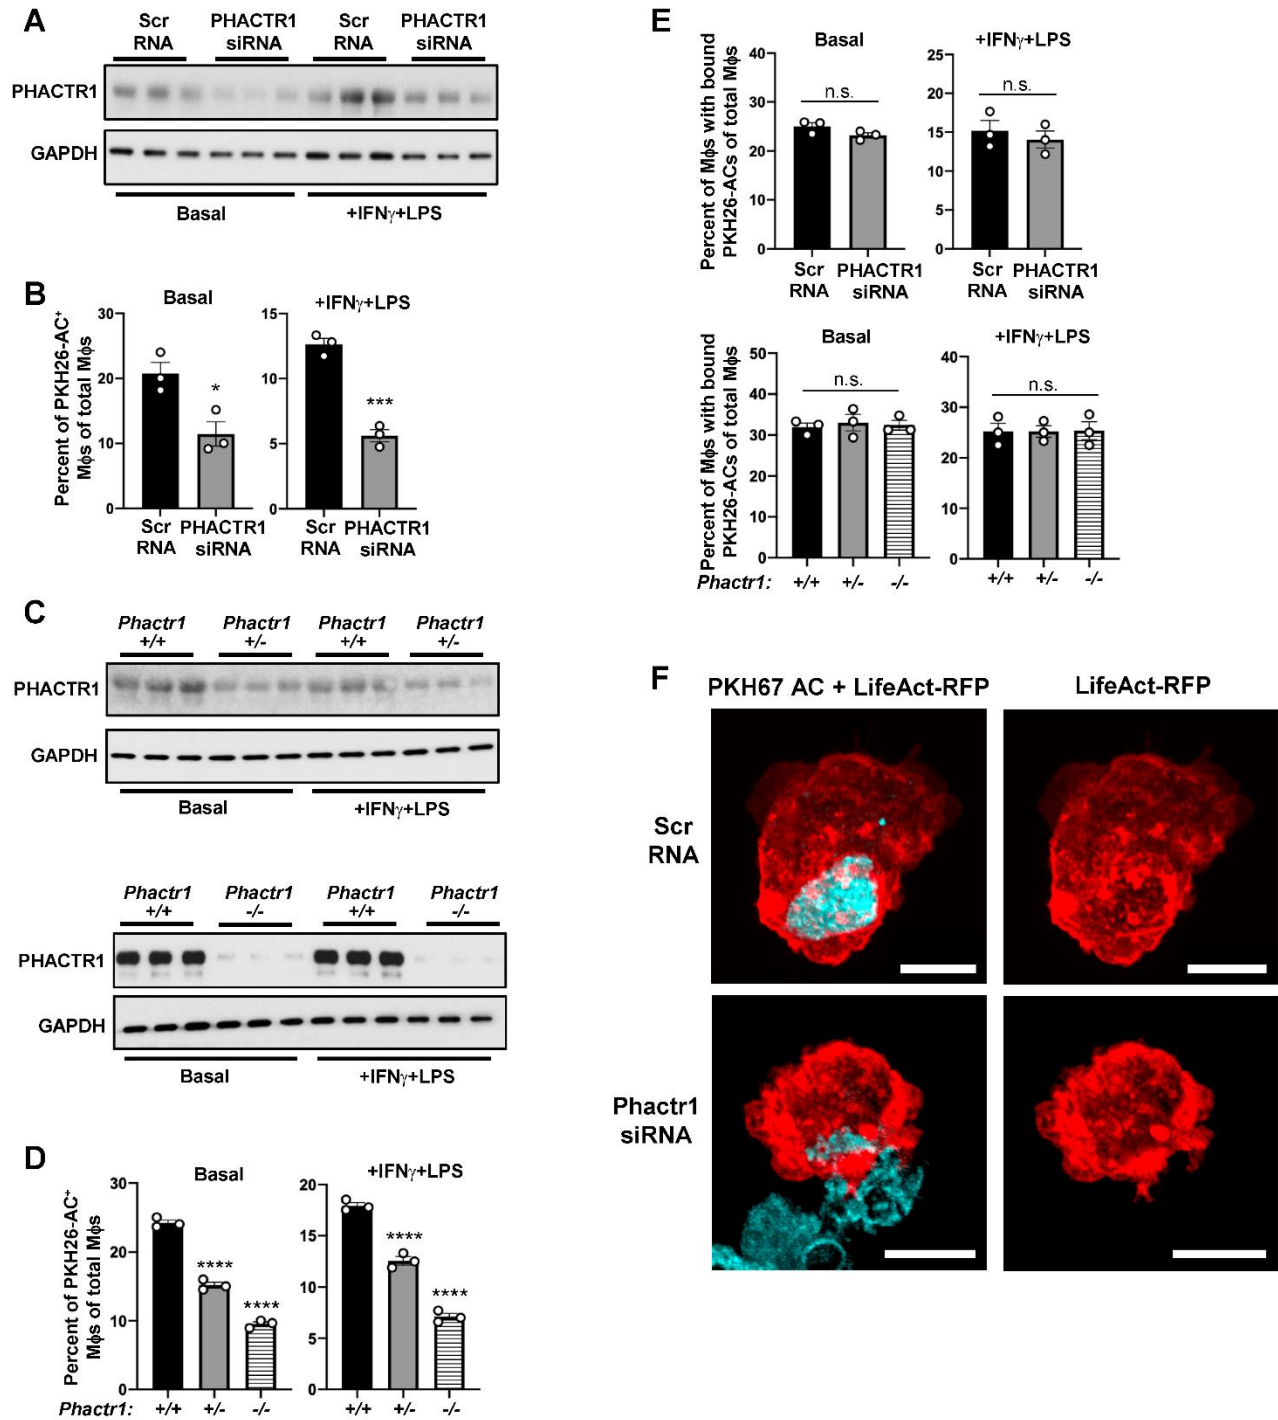 A
Scr RNA
PHACTR1 siRNA
Scr RNA
PHACTR1 siRNA
PHACTR1
GAPDH
Basal
+IFNγ+LPS
B
Percent of PKH26-AC⁺
Mϕs of total Mϕs
Basal
30
20
10
0
*
Scr RNA
PHACTR1 siRNA
+IFNγ+LPS
15
10
5
0
***
Scr RNA
PHACTR1 siRNA
C
Phactr1 +/+
Phactr1 +/-
Phactr1 +/+
Phactr1 +/-
PHACTR1
GAPDH
Basal
+IFNγ+LPS
Phactr1 +/+
Phactr1 -/-
Phactr1 +/+
Phactr1 -/-
PHACTR1
GAPDH
Basal
+IFNγ+LPS
D
Percent of PKH26-AC⁺
Mϕs of total Mϕs
Basal
30
20
10
0
****
****
Phactr1: +/+ +/- -/-
+IFNγ+LPS
20
15
10
5
0
****
****
+/+ +/- -/-
E
Percent of Mϕs with bound
PKH26-ACs of total Mϕs
Basal
40
30
20
10
0
n.s.
Scr RNA
PHACTR1 siRNA
+IFNγ+LPS
25
20
15
10
5
0
n.s.
Scr RNA
PHACTR1 siRNA
Percent of Mϕs with bound
PKH26-ACs of total Mϕs
Basal
50
40
30
20
10
0
n.s.
Phactr1: +/+ +/- -/-
+IFNγ+LPS
40
30
20
10
0
n.s.
+/+ +/- -/-
F
PKH67 AC + LifeAct-RFP
LifeAct-RFP
Scr
RNA
Phactr1
siRNA